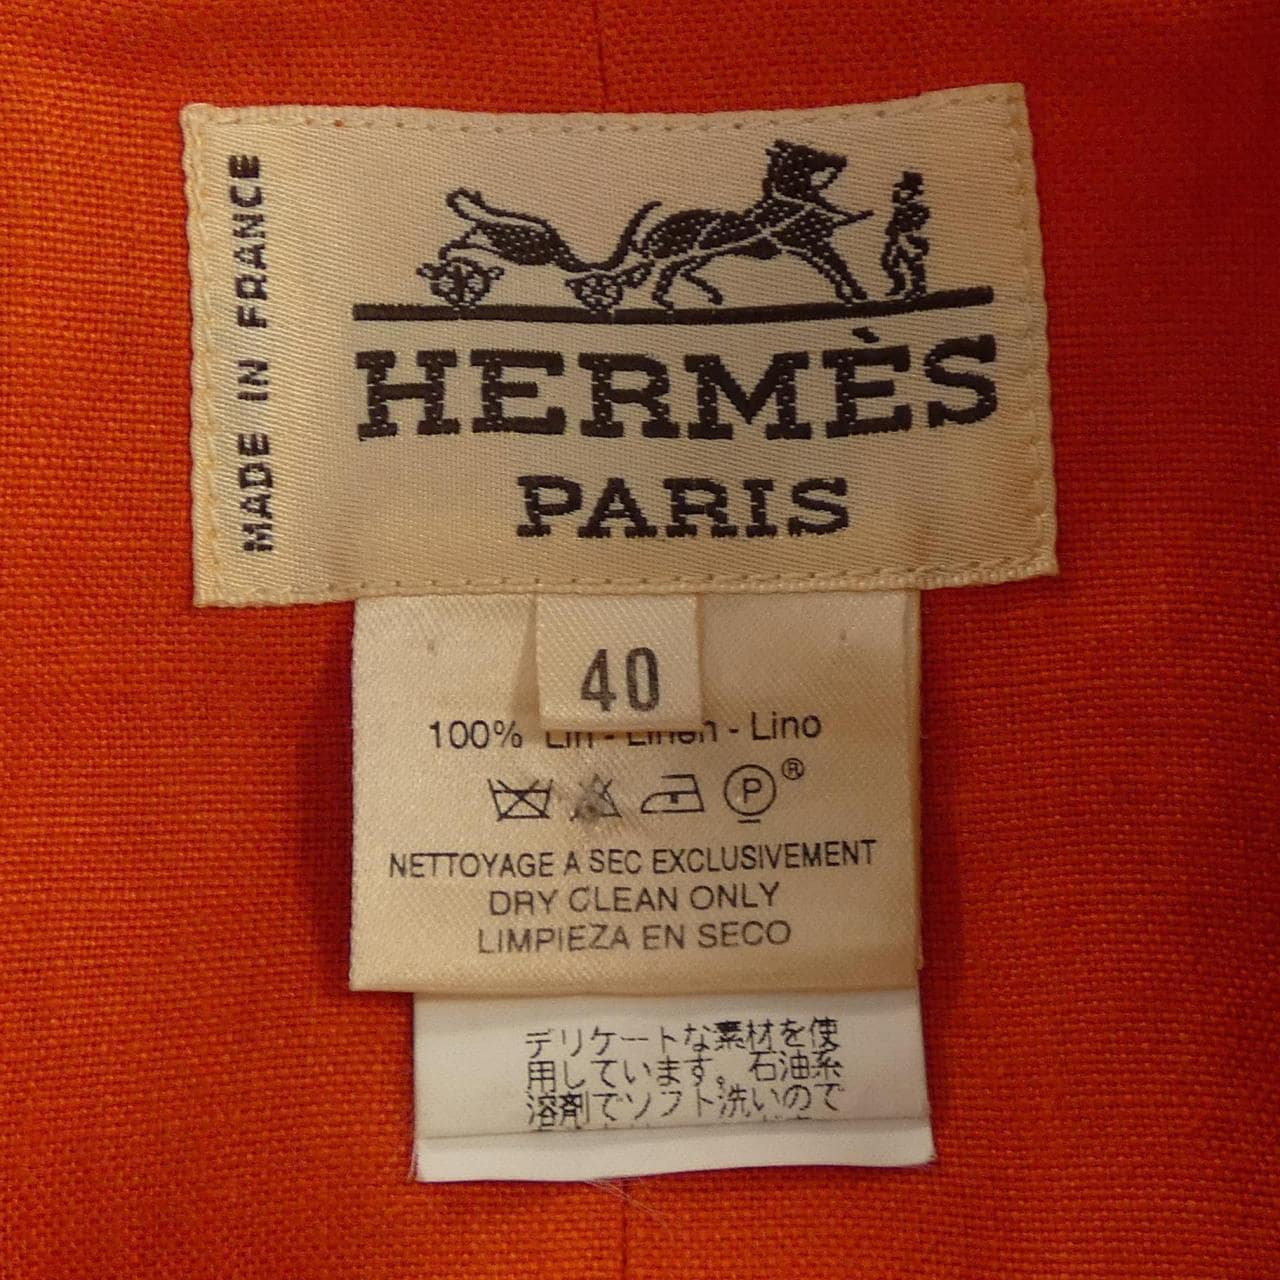 MADE IN FRANCE
HERMÈS
PARIS
40
100% Lin - Linen - Lino
P ®
NETTOYAGE A SEC EXCLUSIVEMENT
DRY CLEAN ONLY
LIMPIEZA EN SECO
デリケートな素材を使
用しています。石油系
溶剤でソフト洗いので